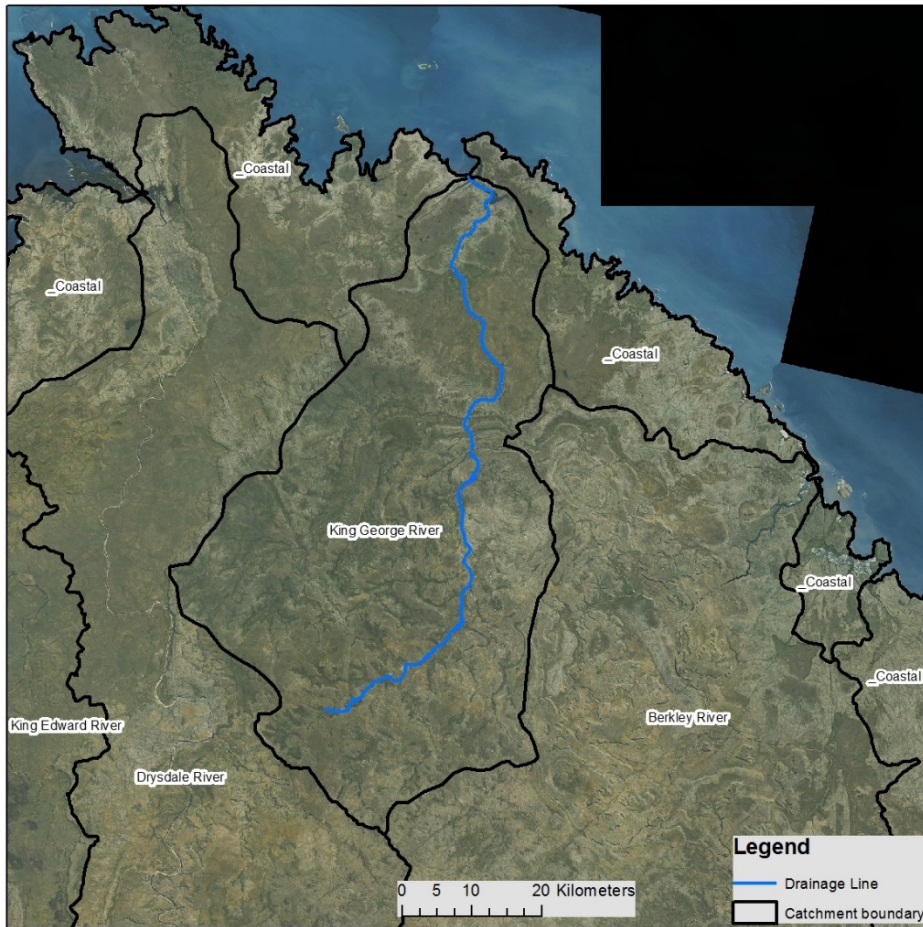 _Coastal
_Coastal
_Coastal
King George River
_Coastal
_Coastal
King Edward River
Berkley River
Drysdale River
Legend
Drainage Line
Catchment boundary
0 5 10 20 Kilometers